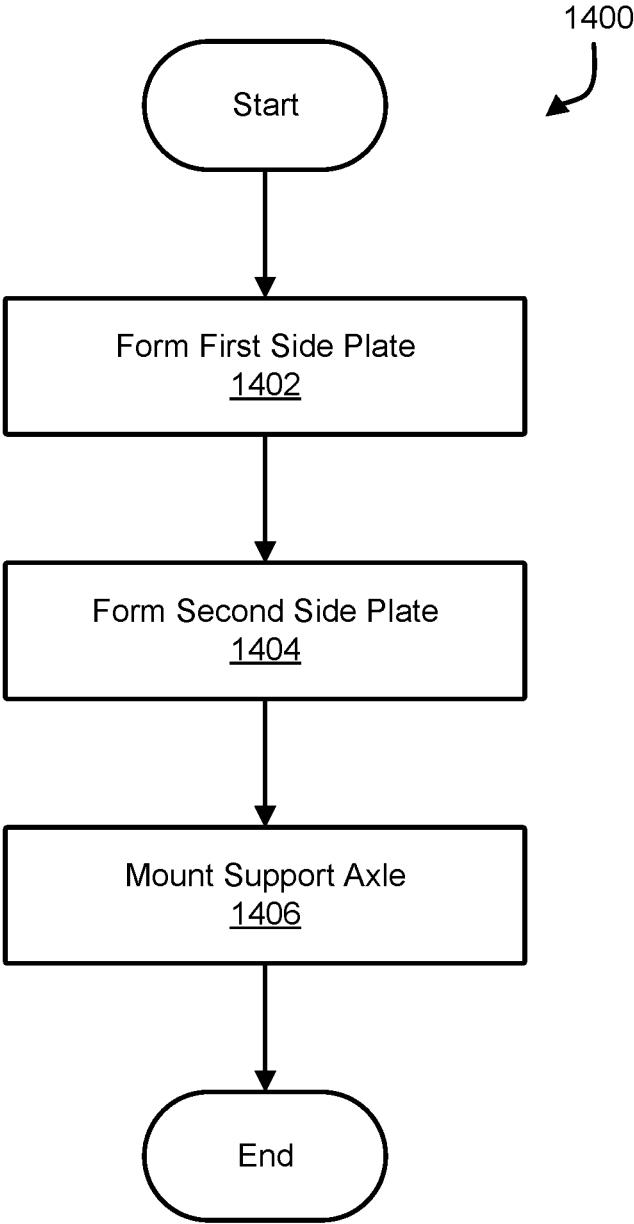 1400
Start
Form First Side Plate
1402
Form Second Side Plate
1404
Mount Support Axle
1406
End